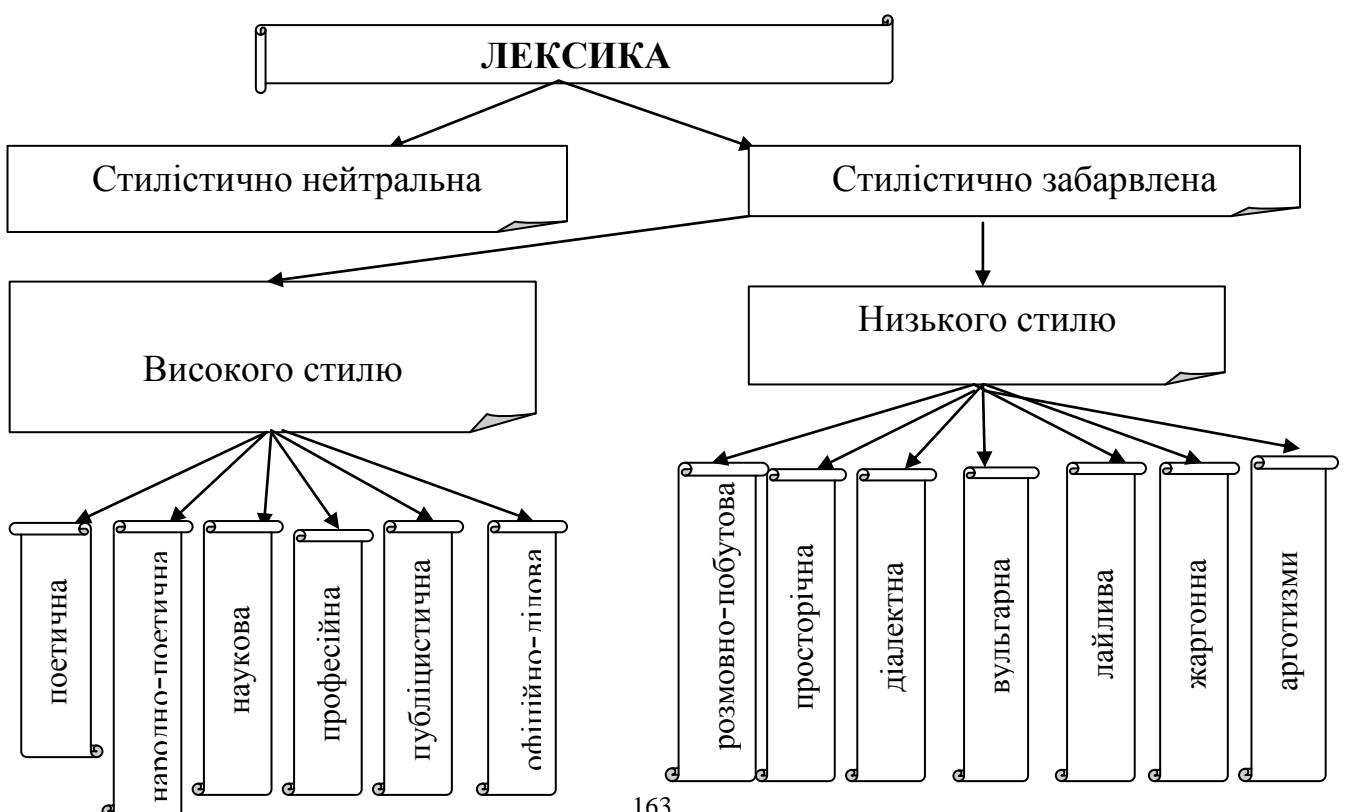 ЛЕКСИКА
Стилістично нейтральна
Стилістично забарвлена
Високого стилю
Низького стилю
поетична
народно-поетична
наукова
професійна
публіцистична
офіційно-ділова
розмовно-побутова
просторічна
діалектна
вульгарна
лайлива
жаргонна
арготизми
163